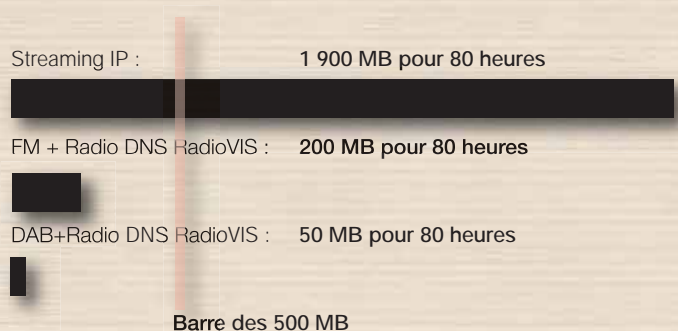 Streaming IP : 1 900 MB pour 80 heures
FM + Radio DNS RadioVIS : 200 MB pour 80 heures
DAB+Radio DNS RadioVIS : 50 MB pour 80 heures
Barre des 500 MB